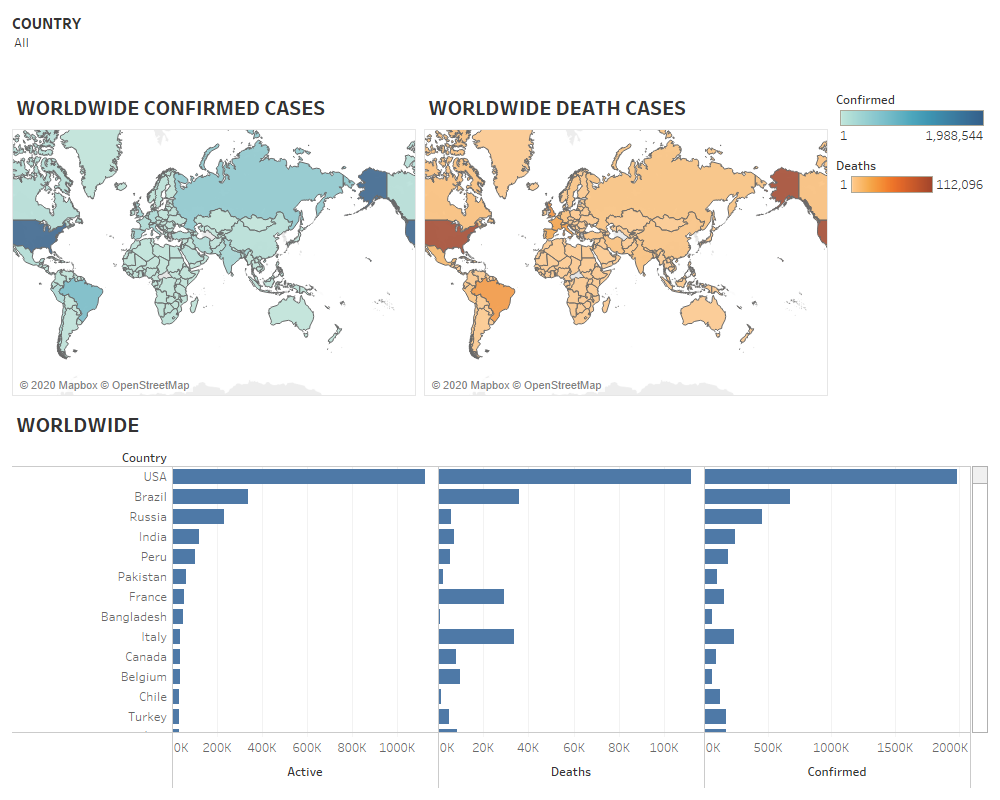 COUNTRY
All
WORLDWIDE CONFIRMED CASES
WORLDWIDE DEATH CASES
Confirmed
1 1,988,544
Deaths
1 112,096
© 2020 Mapbox © OpenStreetMap
© 2020 Mapbox © OpenStreetMap
WORLDWIDE
Country
USA
Brazil
Russia
India
Peru
Pakistan
France
Bangladesh
Italy
Canada
Belgium
Chile
Turkey
0K 200K 400K 600K 800K 1000K
0K 20K 40K 60K 80K 100K
0K 500K 1000K 1500K 2000K
Active
Deaths
Confirmed